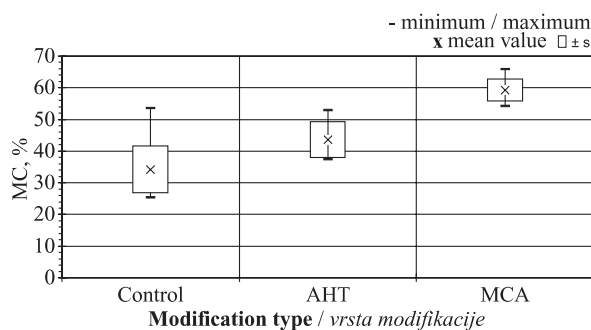 - minimum / maximum
x mean value □ ± s
MC, %
70
60
50
40
30
20
10
0
Control AHT MCA
Modification type / vrsta modifikacije